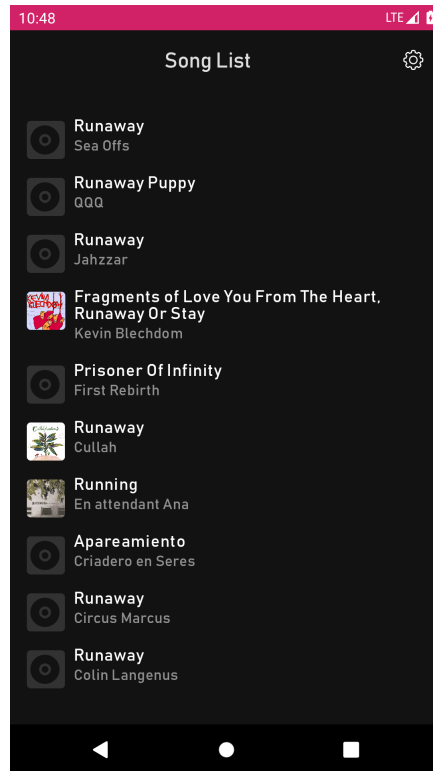 10:48
LTE
Song List
Runaway
Sea Offs
Runaway Puppy
QQQ
Runaway
Jahzzar
Fragments of Love You From The Heart,
Runaway Or Stay
Kevin Blechdom
Prisoner Of Infinity
First Rebirth
Runaway
Cullah
Running
En attendant Ana
Apareamiento
Criadero en Seres
Runaway
Circus Marcus
Runaway
Colin Langenus